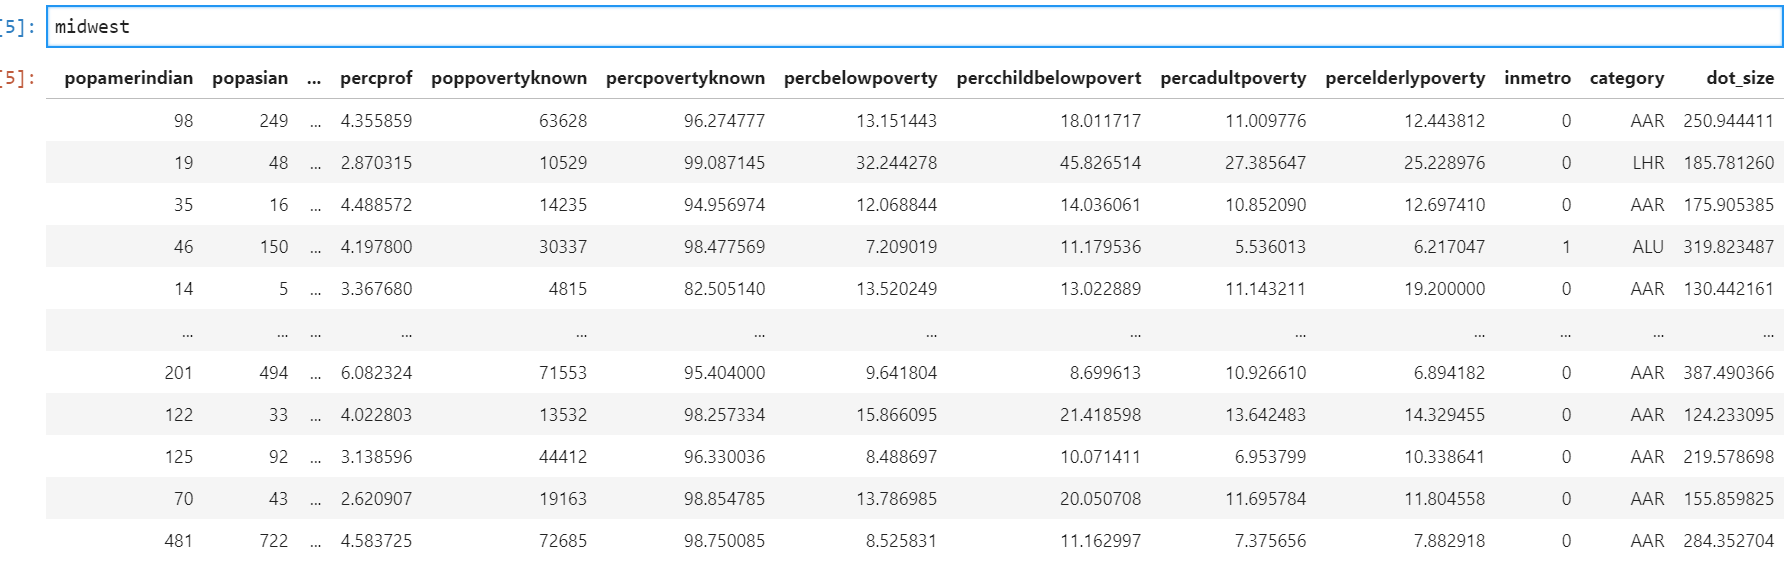 [5]: midwest
[5]: popamerindian popasian ... percprof poppovertyknown percpovertyknown percbelowpoverty percchildbelowpovert percadultpoverty percelderlypoverty inmetro category dot_size
98 249 ... 4.355859 63628 96.274777 13.151443 18.011717 11.009776 12.443812 0 AAR 250.944411
19 48 ... 2.870315 10529 99.087145 32.244278 45.826514 27.385647 25.228976 0 LHR 185.781260
35 16 ... 4.488572 14235 94.956974 12.068844 14.036061 10.852090 12.697410 0 AAR 175.905385
46 150 ... 4.197800 30337 98.477569 7.209019 11.179536 5.536013 6.217047 1 ALU 319.823487
14 5 ... 3.367680 4815 82.505140 13.520249 13.022889 11.143211 19.200000 0 AAR 130.442161
... ... ... ... ... ... ... ... ... ... ... ... ...
201 494 ... 6.082324 71553 95.404000 9.641804 8.699613 10.926610 6.894182 0 AAR 387.490366
122 33 ... 4.022803 13532 98.257334 15.866095 21.418598 13.642483 14.329455 0 AAR 124.233095
125 92 ... 3.138596 44412 96.330036 8.488697 10.071411 6.953799 10.338641 0 AAR 219.578698
70 43 ... 2.620907 19163 98.854785 13.786985 20.050708 11.695784 11.804558 0 AAR 155.859825
481 722 ... 4.583725 72685 98.750085 8.525831 11.162997 7.375656 7.882918 0 AAR 284.352704